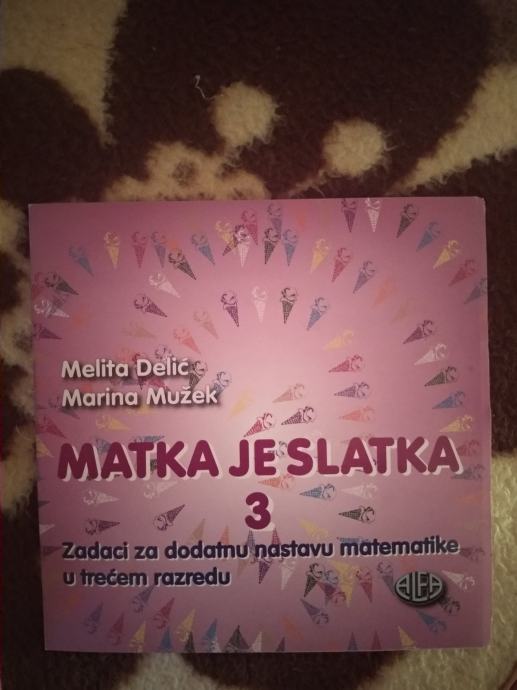 Melita Delić
Marina Mužek
MATKA JE SLATKA
3
Zadaci za dodatnu nastavu matematike
u trećem razredu
ALFA